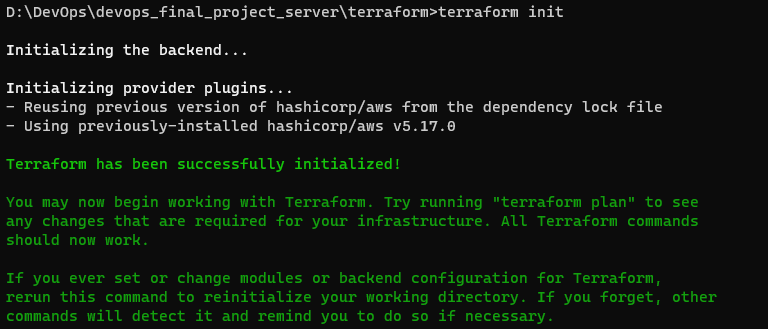 D:\DevOps\devops_final_project_server\terraform>terraform init
Initializing the backend...
Initializing provider plugins...
- Reusing previous version of hashicorp/aws from the dependency lock file
- Using previously-installed hashicorp/aws v5.17.0
Terraform has been successfully initialized!
You may now begin working with Terraform. Try running "terraform plan" to see
any changes that are required for your infrastructure. All Terraform commands
should now work.
If you ever set or change modules or backend configuration for Terraform,
rerun this command to reinitialize your working directory. If you forget, other
commands will detect it and remind you to do so if necessary.